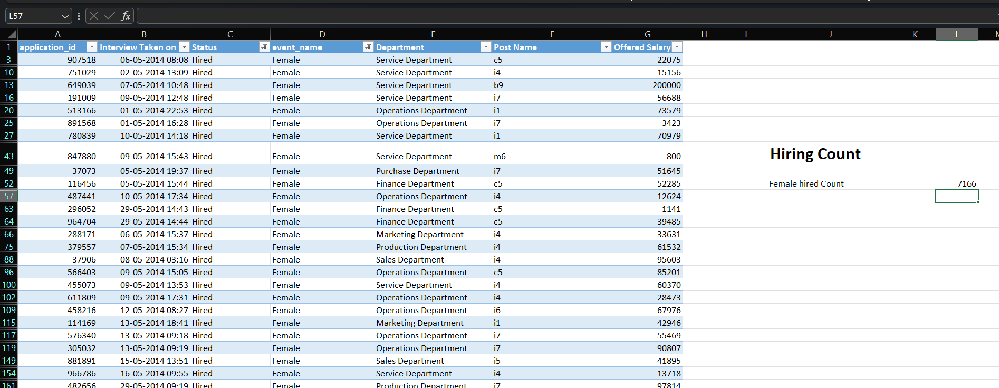 L57 fx
A B C D E F G H I J K L
1 application_id Interview Taken on Status event_name Department Post Name Offered Salary
3 907518 06-05-2014 08:08 Hired Female Service Department c5 22075
10 751029 02-05-2014 13:09 Hired Female Service Department i4 15156
13 649039 07-05-2014 10:48 Hired Female Service Department b9 200000
16 191009 09-05-2014 12:48 Hired Female Service Department i7 56688
20 513166 01-05-2014 22:53 Hired Female Operations Department i1 73579
25 891568 01-05-2014 16:28 Hired Female Operations Department i7 3423
27 780839 10-05-2014 14:18 Hired Female Service Department i1 70979
43 847880 09-05-2014 15:43 Hired Female Service Department m6 800 Hiring Count
49 37073 05-05-2014 19:37 Hired Female Purchase Department i7 51645
52 116456 05-05-2014 15:44 Hired Female Finance Department c5 52285 Female hired Count 7166
57 487441 10-05-2014 17:34 Hired Female Operations Department i4 12624
63 296052 29-05-2014 14:43 Hired Female Finance Department c5 1141
64 964704 29-05-2014 14:44 Hired Female Finance Department c5 39485
66 288171 06-05-2014 15:37 Hired Female Marketing Department i4 33631
75 379557 07-05-2014 15:34 Hired Female Production Department i4 61532
88 37906 08-05-2014 03:16 Hired Female Sales Department i4 95603
96 566403 09-05-2014 15:05 Hired Female Operations Department c5 85201
100 455073 09-05-2014 13:53 Hired Female Service Department i4 60370
102 611809 09-05-2014 17:31 Hired Female Operations Department i4 28473
109 458216 12-05-2014 08:27 Hired Female Operations Department i6 67976
115 114169 13-05-2014 18:41 Hired Female Marketing Department i1 42946
117 576340 13-05-2014 09:18 Hired Female Operations Department i7 55469
119 305032 13-05-2014 09:19 Hired Female Operations Department i7 90807
149 881891 15-05-2014 13:51 Hired Female Sales Department i5 41895
154 966786 16-05-2014 09:55 Hired Female Service Department i4 13718
161 482656 29-05-2014 09:19 Hired Female Production Department i7 97814